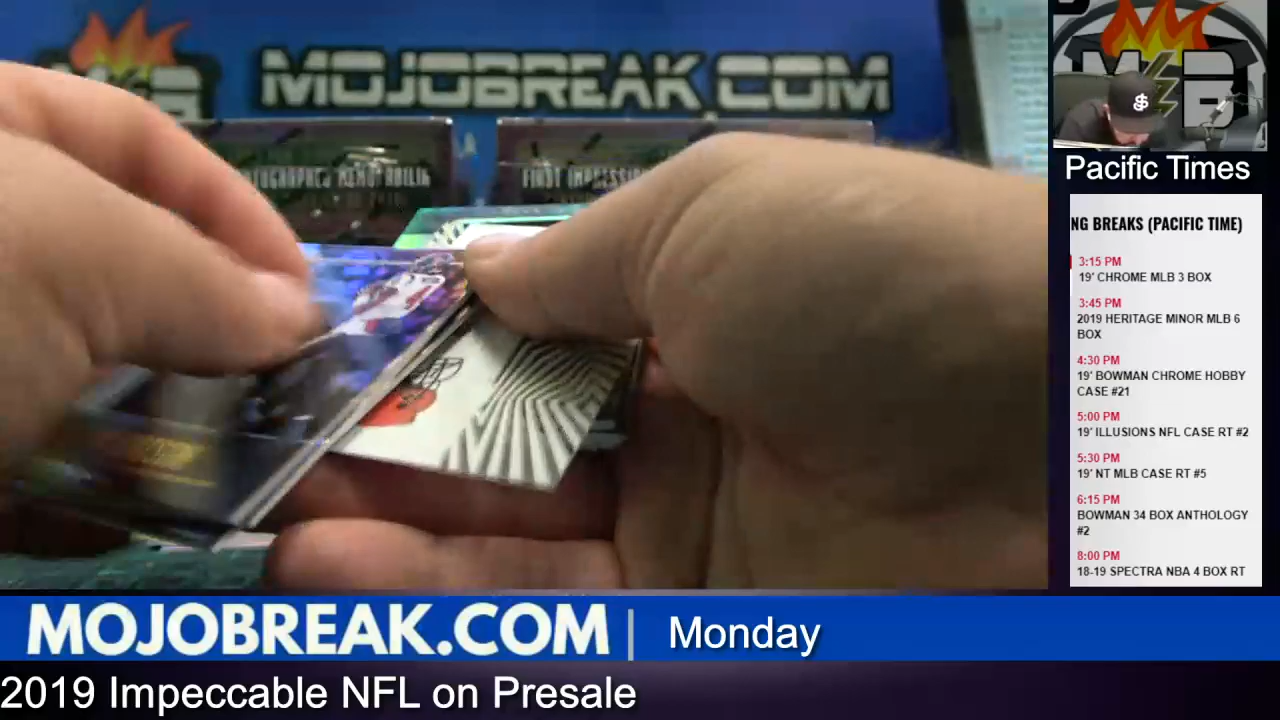 MOJOBREAK.COM
MEMORABILIA
FIRST IMPRESSIONS
Pacific Times
NG BREAKS (PACIFIC TIME)
3:15 PM
19' CHROME MLB 3 BOX
3:45 PM
2019 HERITAGE MINOR MLB 6
BOX
4:30 PM
19' BOWMAN CHROME HOBBY
CASE #21
5:00 PM
19' ILLUSIONS NFL CASE RT #2
5:30 PM
19' NT MLB CASE RT #5
6:15 PM
BOWMAN 34 BOX ANTHOLOGY
#2
8:00 PM
18-19 SPECTRA NBA 4 BOX RT
MOJOBREAK.COM | Monday
2019 Impeccable NFL on Presale